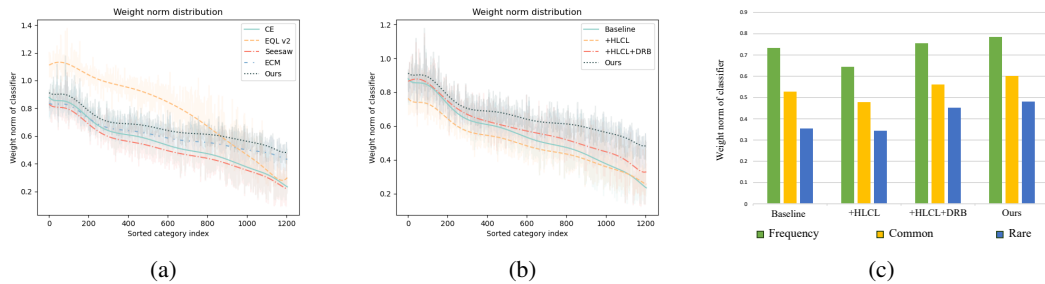 Weight norm distribution
CE
EQL v2
Seesaw
ECM
Ours
Weight norm of classifier
1.4
1.2
1.0
0.8
0.6
0.4
0.2
0 200 400 600 800 1000 1200
Sorted category index
(a)
Weight norm distribution
Baseline
+HLCL
+HLCL+DRB
Ours
Weight norm of classifier
1.2
1.0
0.8
0.6
0.4
0.2
0 200 400 600 800 1000 1200
Sorted category index
(b)
Weight norm of classifier
0.9
0.8
0.7
0.6
0.5
0.4
0.3
0.2
0.1
0
Baseline +HLCL +HLCL+DRB Ours
Frequency Common Rare
(c)